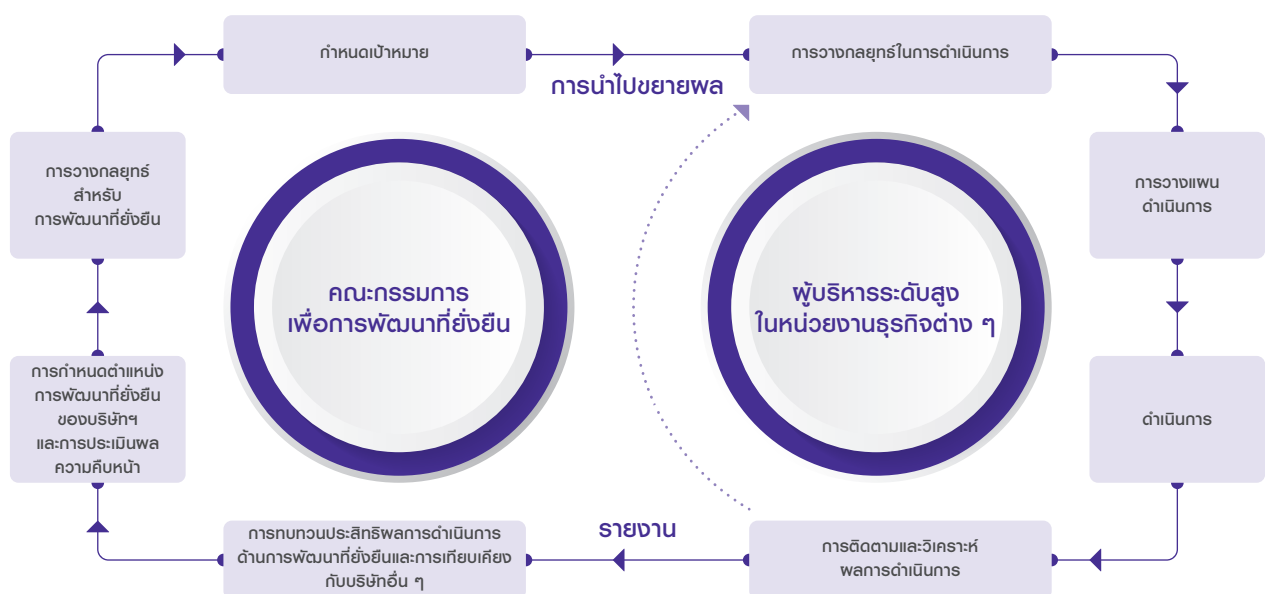 กำหนดเป้าหมาย
การวางกลยุทธ์ในการดำเนินการ
การนำไปขยายผล
การวางกลยุทธ์
สำหรับ
การพัฒนาที่ยั่งยืน
การวางแผน
ดำเนินการ
คณะกรรมการ
เพื่อการพัฒนาที่ยั่งยืน
ผู้บริหารระดับสูง
ในหน่วยงานธุรกิจต่าง ๆ
การกำหนดตำแหน่ง
การพัฒนาที่ยั่งยืน
ของบริษัทฯ
และการประเมินผล
ความคืบหน้า
ดำเนินการ
การทบทวนประสิทธิผลการดำเนินการ
ด้านการพัฒนาที่ยั่งยืนและการเทียบเคียง
กับบริษัทอื่น ๆ
รายงาน
การติดตามและวิเคราะห์
ผลการดำเนินการ